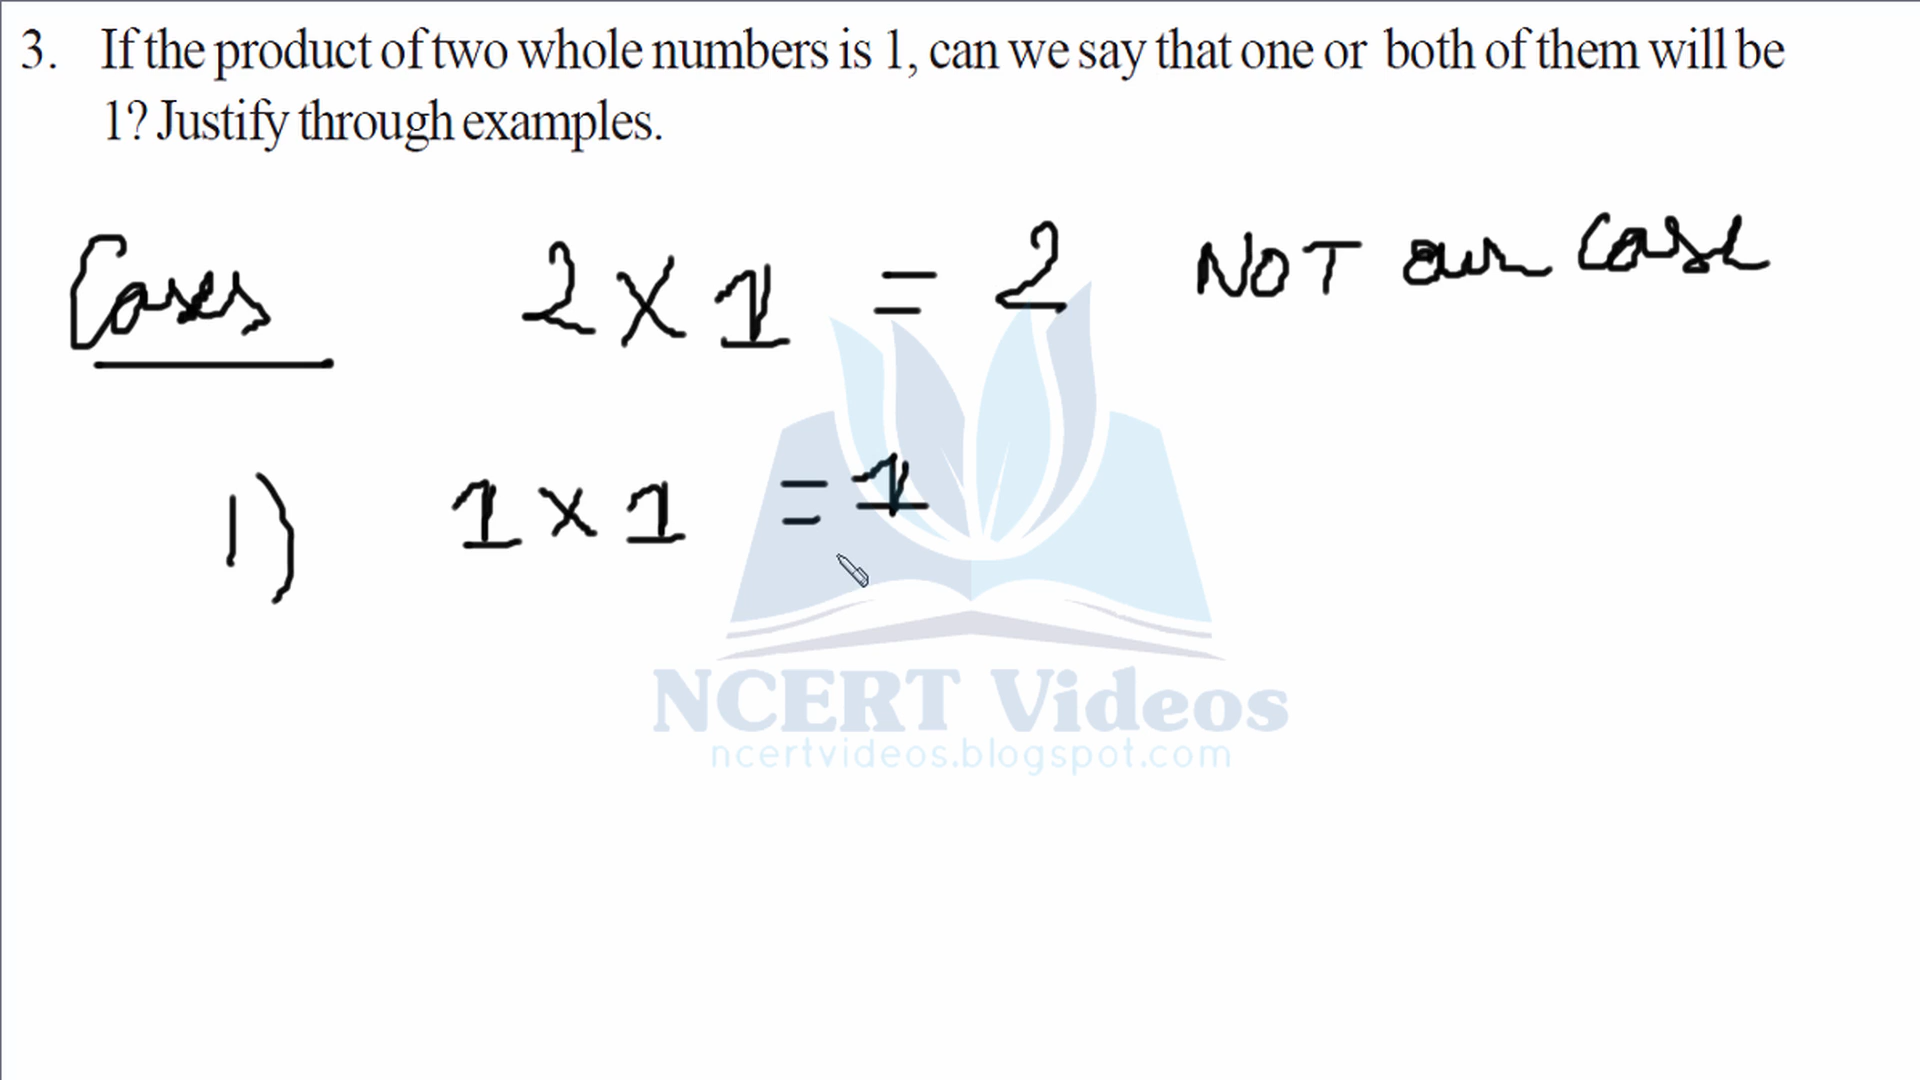 3. If the product of two whole numbers is 1, can we say that one or both of them will be
1? Justify through examples.
Cases 2 × 1 = 2 NOT our case
1) 1 × 1 = 1
NCERT Videos
ncertvideos.blogspot.com